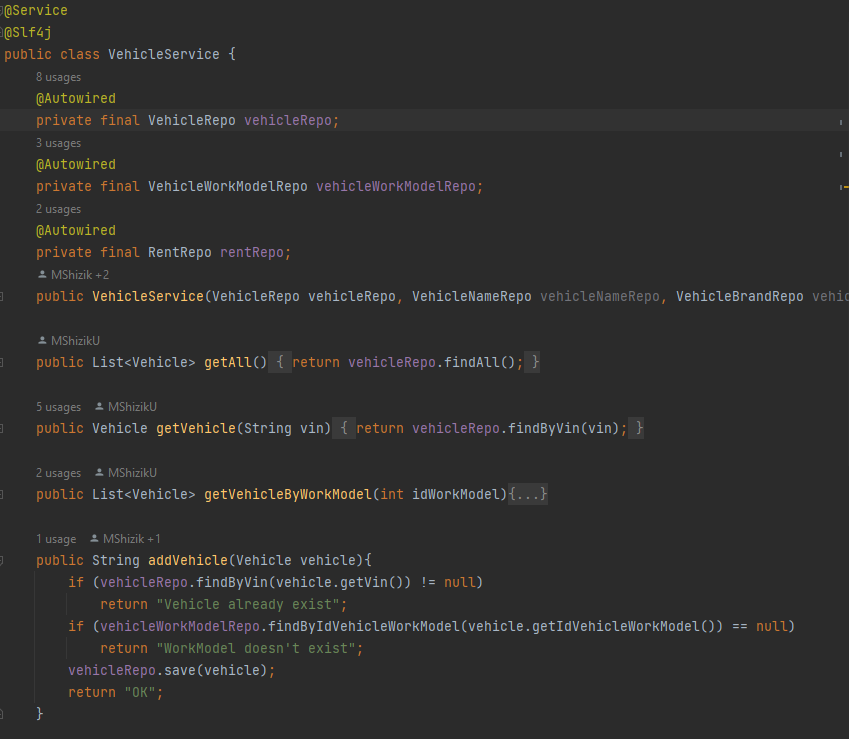 @Service
@Slf4j
public class VehicleService {
8 usages
@Autowired
private final VehicleRepo vehicleRepo;
3 usages
@Autowired
private final VehicleWorkModelRepo vehicleWorkModelRepo;
2 usages
@Autowired
private final RentRepo rentRepo;
MShizik +2
public VehicleService(VehicleRepo vehicleRepo, VehicleNameRepo vehicleNameRepo, VehicleBrandRepo vehic
MShizikU
public List<Vehicle> getAll() { return vehicleRepo.findAll(); }
5 usages MShizikU
public Vehicle getVehicle(String vin) { return vehicleRepo.findByVin(vin); }
2 usages MShizikU
public List<Vehicle> getVehicleByWorkModel(int idWorkModel){...}
1 usage MShizik +1
public String addVehicle(Vehicle vehicle){
if (vehicleRepo.findByVin(vehicle.getVin()) != null)
return "Vehicle already exist";
if (vehicleWorkModelRepo.findByIdVehicleWorkModel(vehicle.getIdVehicleWorkModel()) == null)
return "WorkModel doesn't exist";
vehicleRepo.save(vehicle);
return "OK";
}